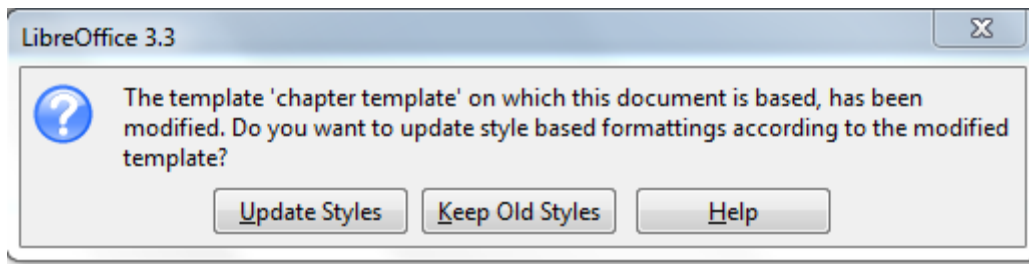 LibreOffice 3.3
The template 'chapter template' on which this document is based, has been
modified. Do you want to update style based formattings according to the modified
template?
Update Styles Keep Old Styles Help